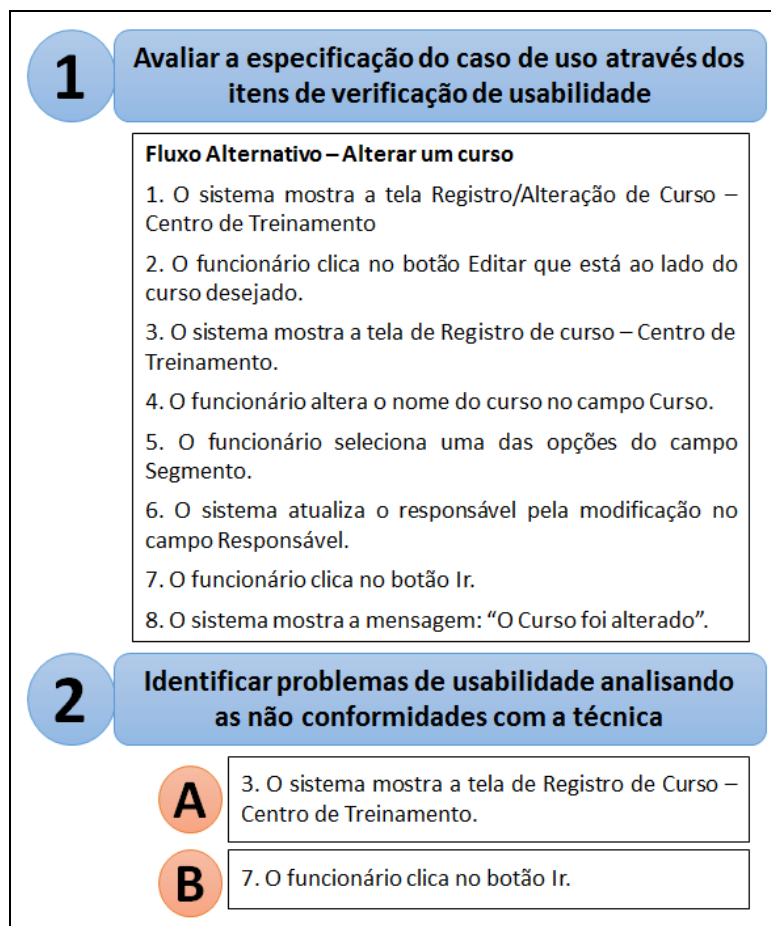 1
Avaliar a especificação do caso de uso através dos
itens de verificação de usabilidade
Fluxo Alternativo – Alterar um curso
1. O sistema mostra a tela Registro/Alteração de Curso –
Centro de Treinamento
2. O funcionário clica no botão Editar que está ao lado do
curso desejado.
3. O sistema mostra a tela de Registro de curso – Centro de
Treinamento.
4. O funcionário altera o nome do curso no campo Curso.
5. O funcionário seleciona uma das opções do campo
Segmento.
6. O sistema atualiza o responsável pela modificação no
campo Responsável.
7. O funcionário clica no botão Ir.
8. O sistema mostra a mensagem: “O Curso foi alterado”.
2
Identificar problemas de usabilidade analisando
as não conformidades com a técnica
A
3. O sistema mostra a tela de Registro de Curso –
Centro de Treinamento.
B
7. O funcionário clica no botão Ir.